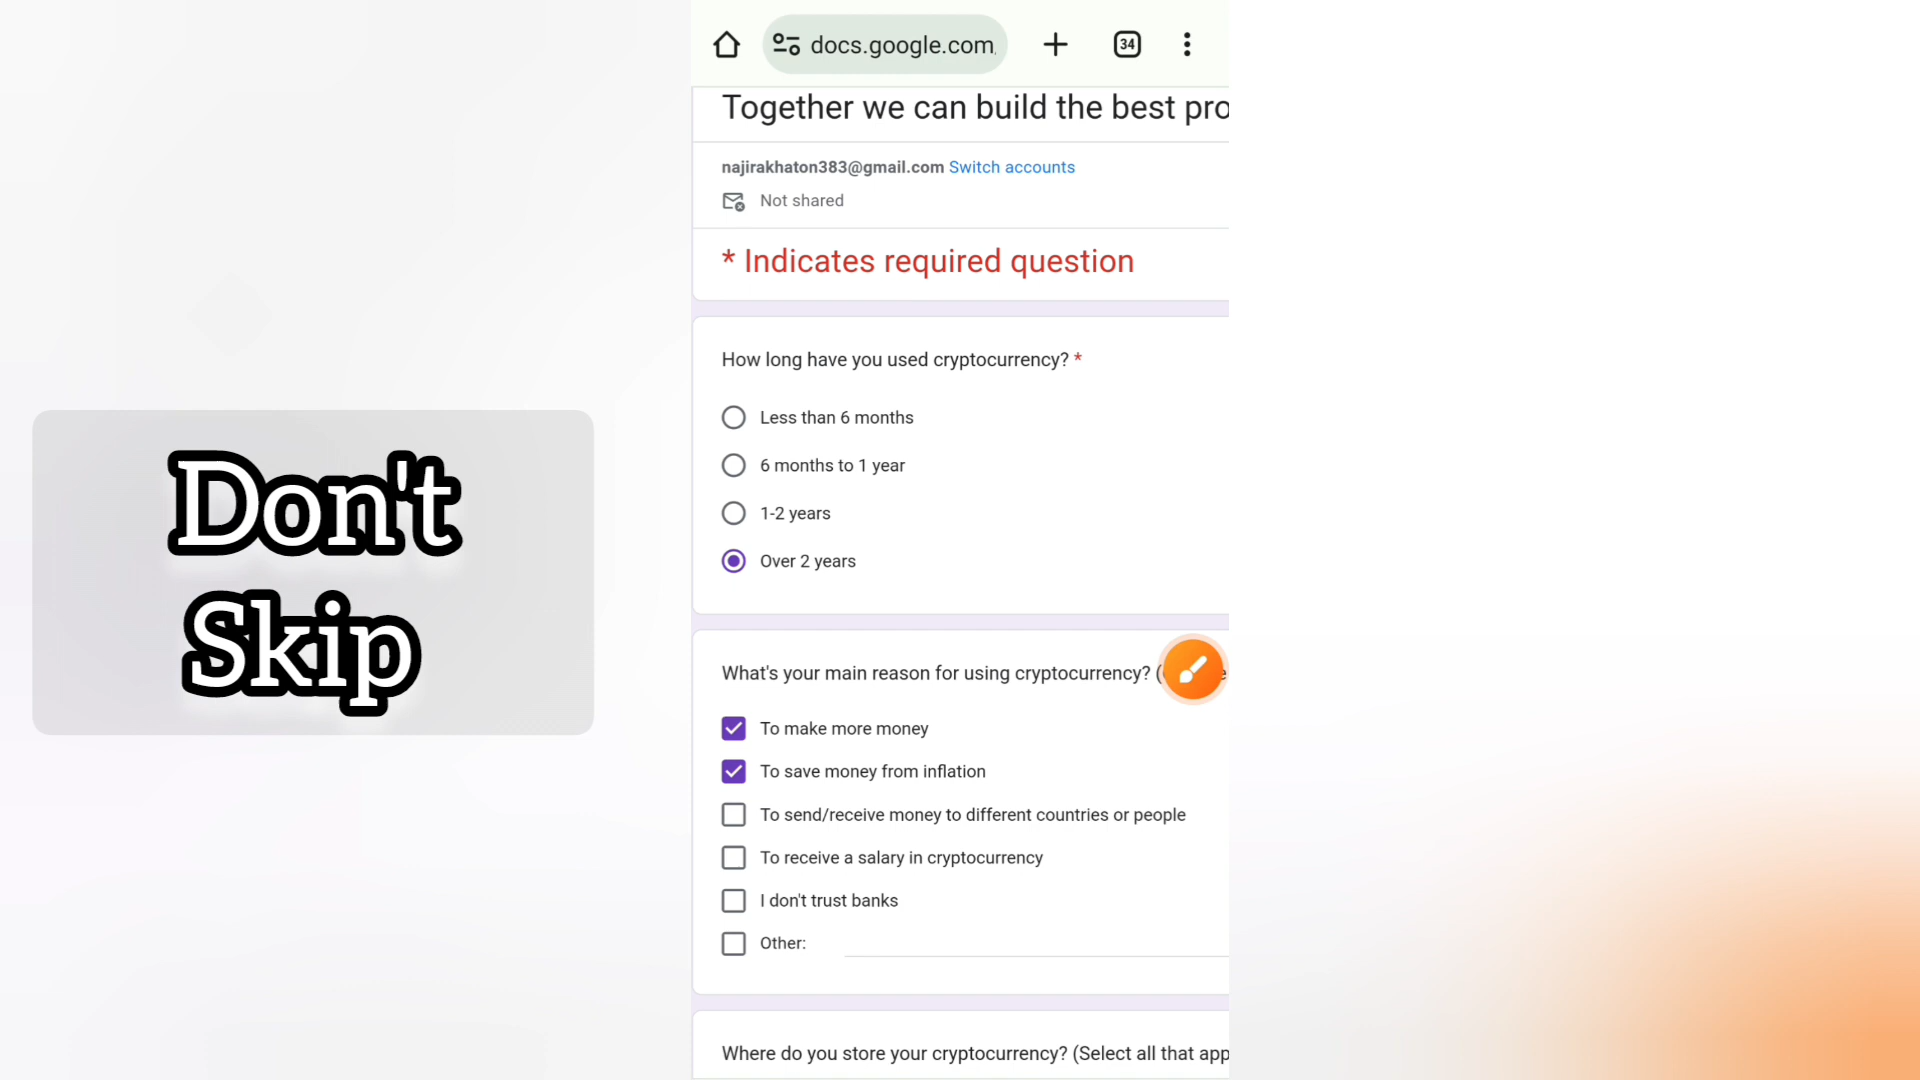 docs.google.com
34
Together we can build the best pro
najirakhaton383@gmail.com Switch accounts
Not shared
* Indicates required question
How long have you used cryptocurrency? *
Less than 6 months
6 months to 1 year
1-2 years
Over 2 years
What's your main reason for using cryptocurrency? (
To make more money
To save money from inflation
To send/receive money to different countries or people
To receive a salary in cryptocurrency
I don't trust banks
Other:
Where do you store your cryptocurrency? (Select all that app
Don't
Skip